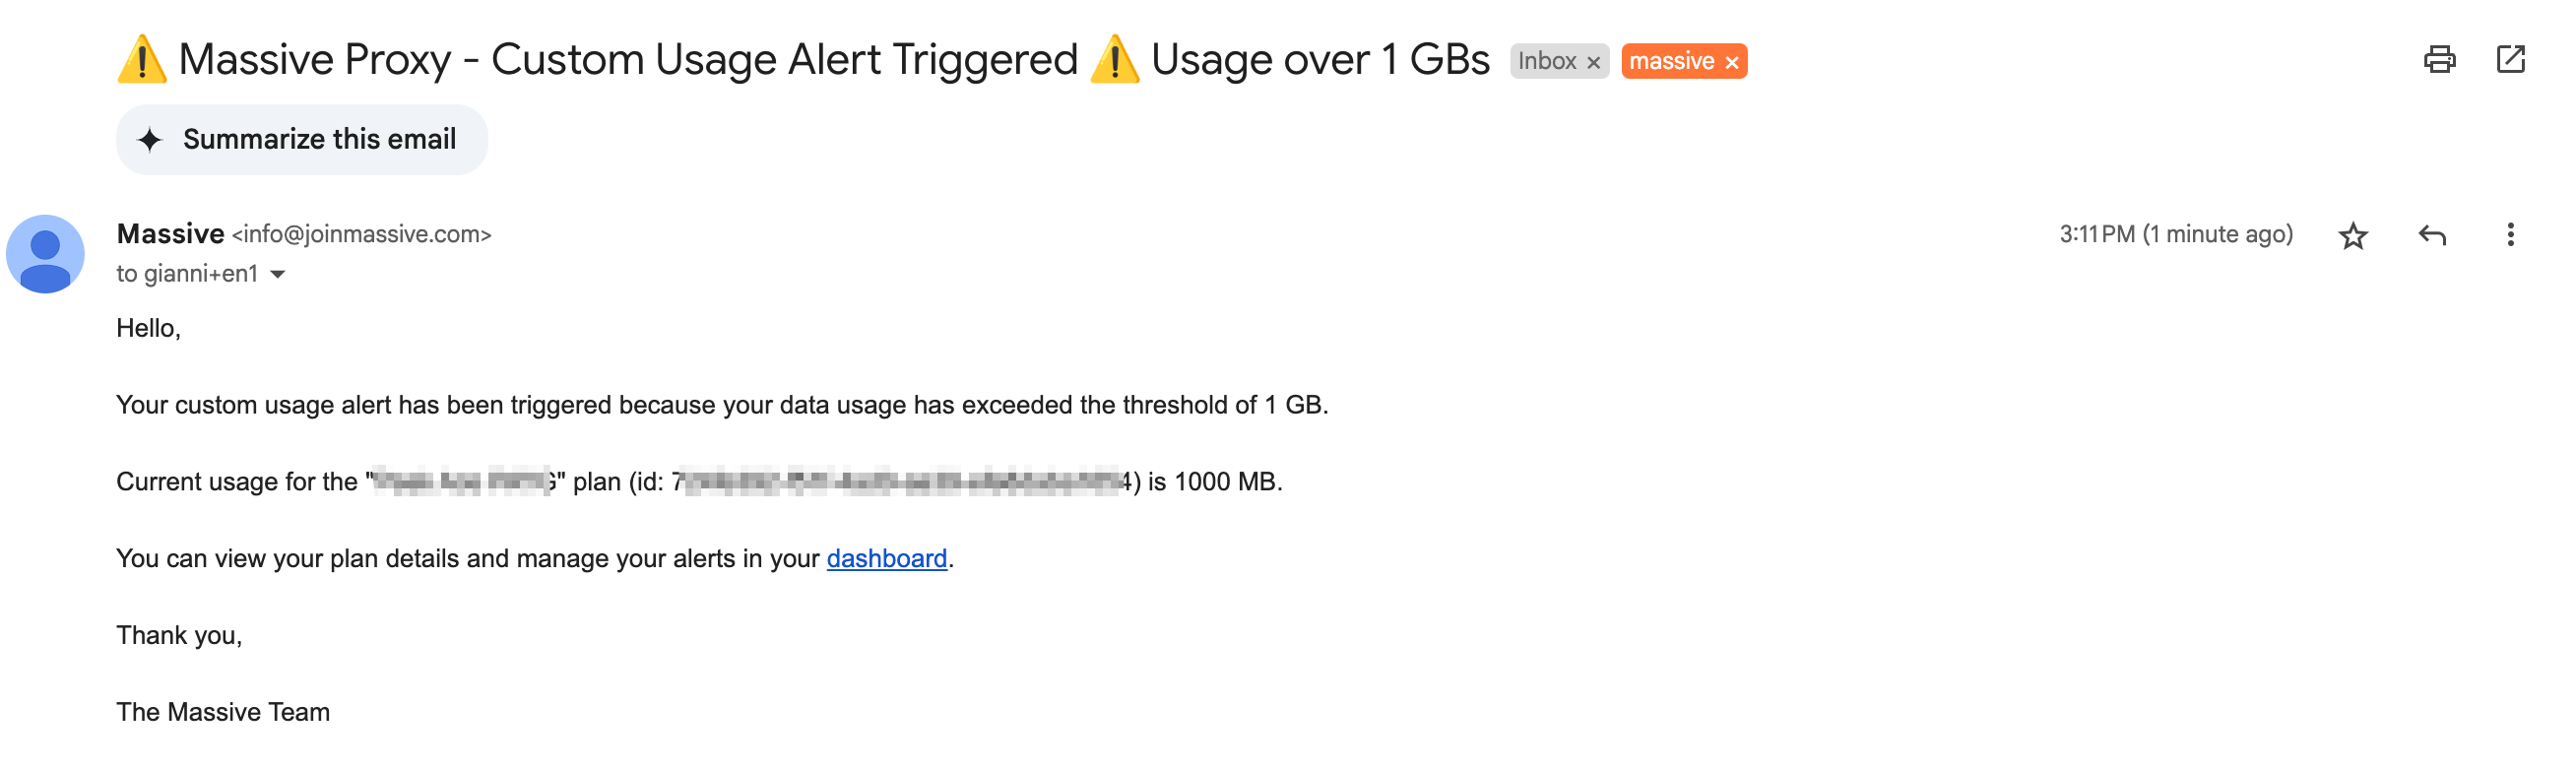 ⚠️ Massive Proxy - Custom Usage Alert Triggered ⚠️ Usage over 1 GBs Inbox × massive ×
Summarize this email
Massive <info@joinmassive.com> 3:11 PM (1 minute ago)
to gianni+en1
Hello,
Your custom usage alert has been triggered because your data usage has exceeded the threshold of 1 GB.
Current usage for the "" plan (id: 7 4) is 1000 MB.
You can view your plan details and manage your alerts in your dashboard.
Thank you,
The Massive Team